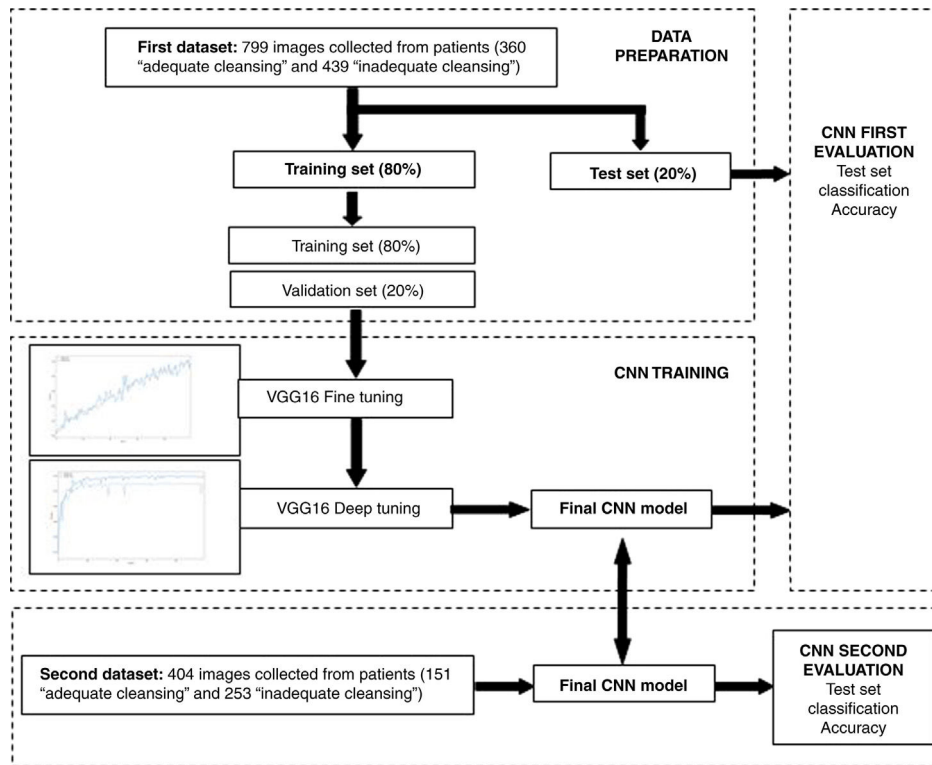 DATA
PREPARATION
First dataset: 799 images collected from patients (360
“adequate cleansing” and 439 “inadequate cleansing”)
Training set (80%)
Test set (20%)
CNN FIRST
EVALUATION
Test set
classification
Accuracy
Training set (80%)
Validation set (20%)
CNN TRAINING
VGG16 Fine tuning
VGG16 Deep tuning
Final CNN model
Second dataset: 404 images collected from patients (151
“adequate cleansing” and 253 “inadequate cleansing”)
Final CNN model
CNN SECOND
EVALUATION
Test set
classification
Accuracy